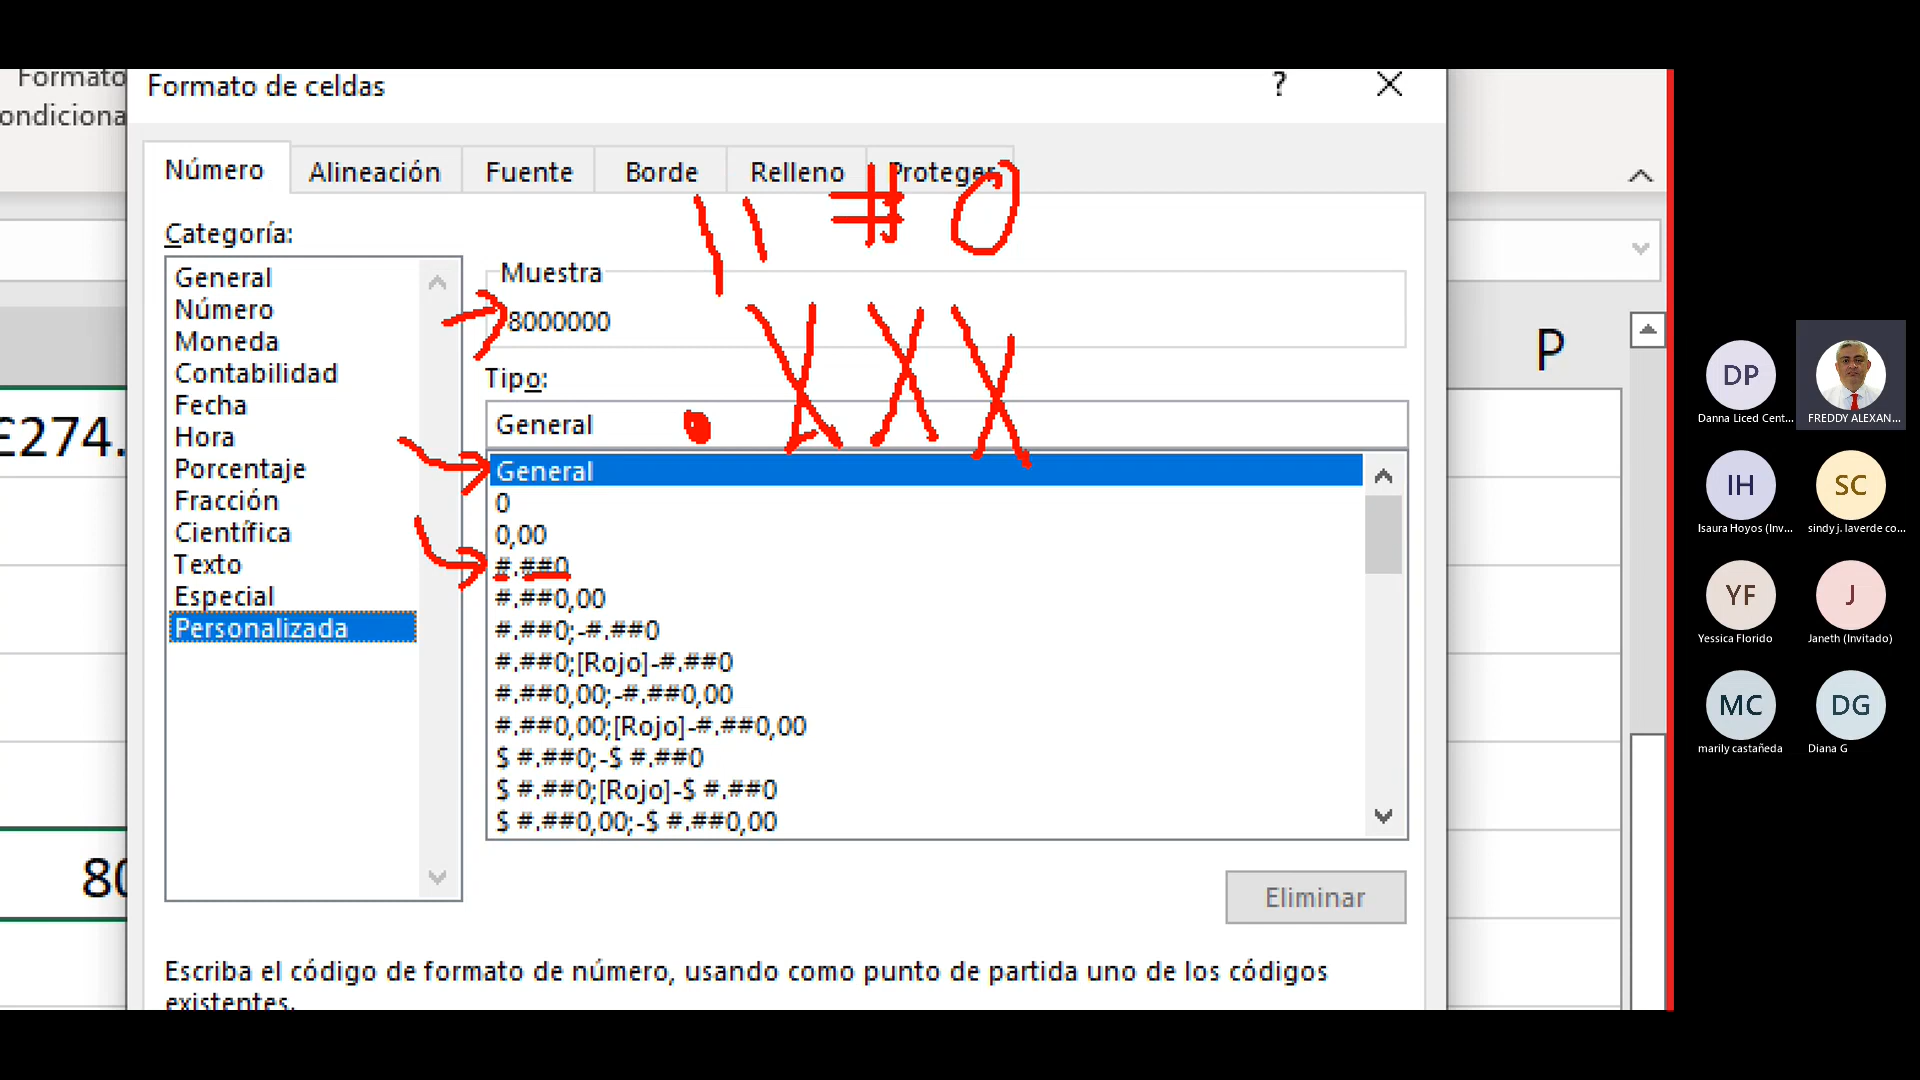 Formato
ondiciona
Formato de celdas
?
Número
Alineación
Fuente
Borde
Relleno
Proteger
# 0
Categoría:
General
Número
Moneda
Contabilidad
Fecha
Hora
Porcentaje
Fracción
Científica
Texto
Especial
Personalizada
Muestra
8000000
Tipo:
General
. X X X
General
0
0,00
#.##0
#.##0,00
#.##0;-#.##0
#.##0;[Rojo]-#.##0
#.##0,00;-#.##0,00
#.##0,00;[Rojo]-#.##0,00
$ #.##0;-$ #.##0
$ #.##0;[Rojo]-$ #.##0
$ #.##0,00;-$ #.##0,00
Eliminar
Escriba el código de formato de número, usando como punto de partida uno de los códigos
existentes.
£274.
80
P
DP
Danna Liced Cent...
FREDDY ALEXAN...
IH
Isaura Hoyos (Inv...
SC
sindy j. laverde co...
YF
Yessica Florido
J
Janeth (Invitado)
MC
marily castañeda
DG
Diana G